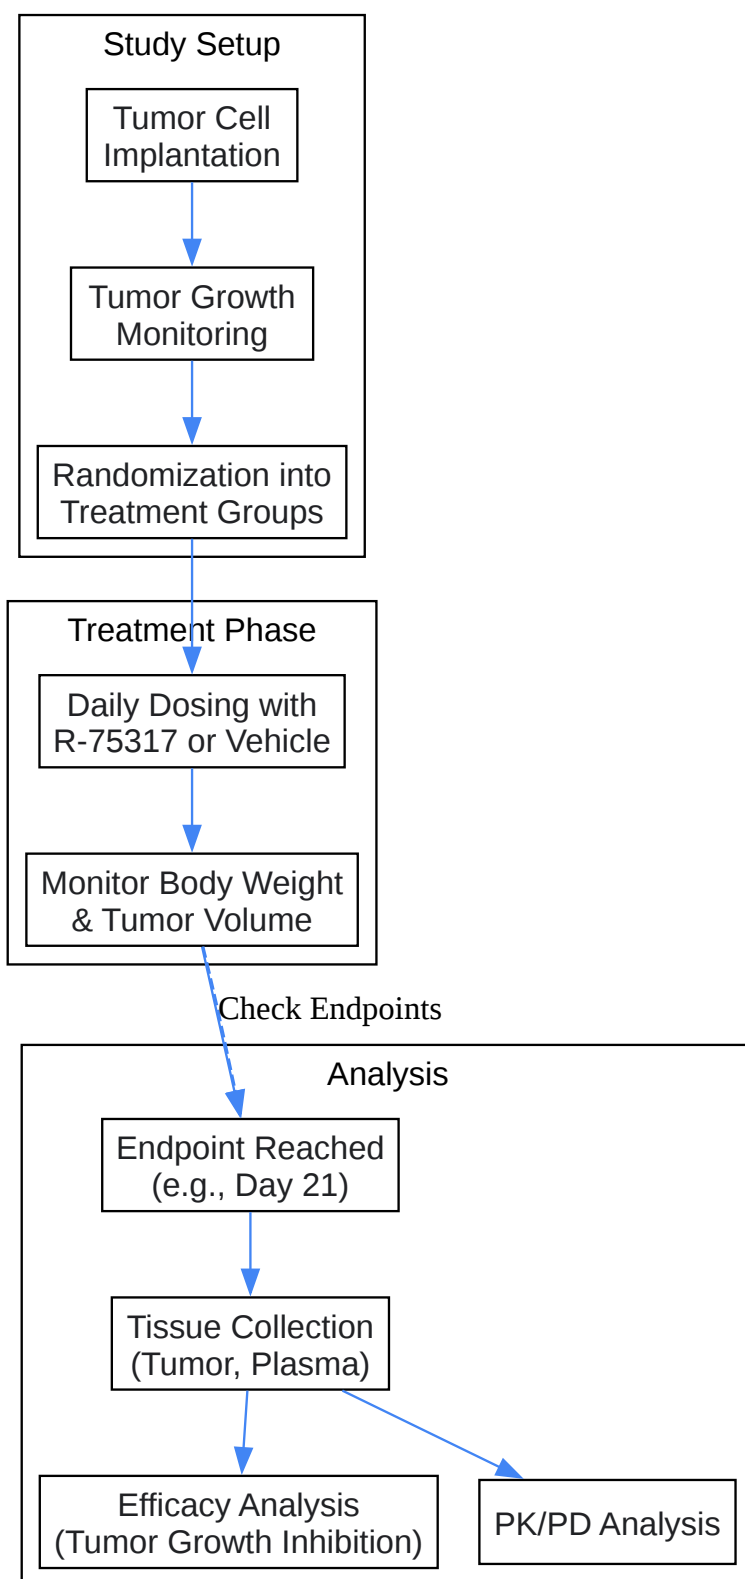 Study Setup
Tumor Cell
Implantation
Tumor Growth
Monitoring
Randomization into
Treatment Groups
Treatment Phase
Daily Dosing with
R-75317 or Vehicle
Monitor Body Weight
& Tumor Volume
Check Endpoints
Analysis
Endpoint Reached
(e.g., Day 21)
Tissue Collection
(Tumor, Plasma)
Efficacy Analysis
(Tumor Growth Inhibition)
PK/PD Analysis